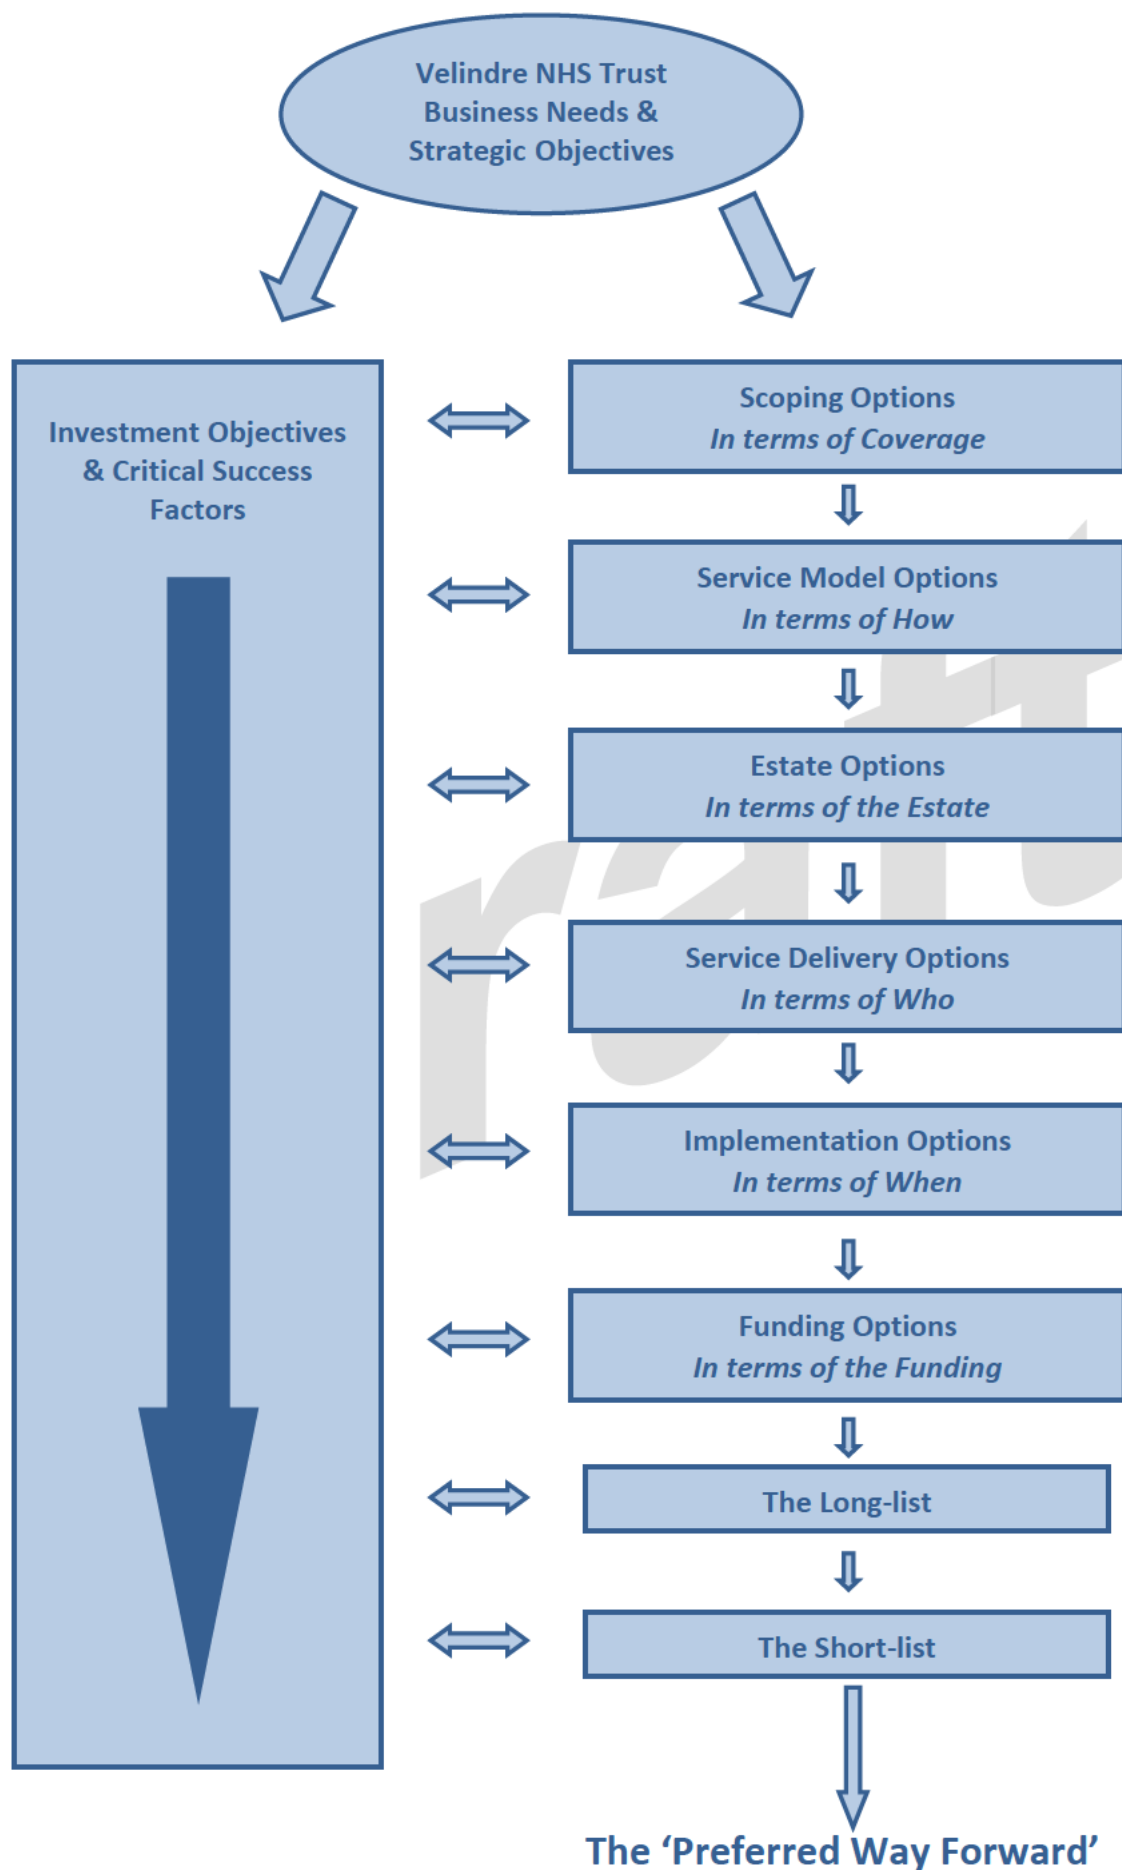 Velindre NHS Trust
Business Needs &
Strategic Objectives
Investment Objectives
& Critical Success
Factors
Scoping Options
In terms of Coverage
Service Model Options
In terms of How
Estate Options
In terms of the Estate
Service Delivery Options
In terms of Who
Implementation Options
In terms of When
Funding Options
In terms of the Funding
The Long-list
The Short-list
The ‘Preferred Way Forward’
raft